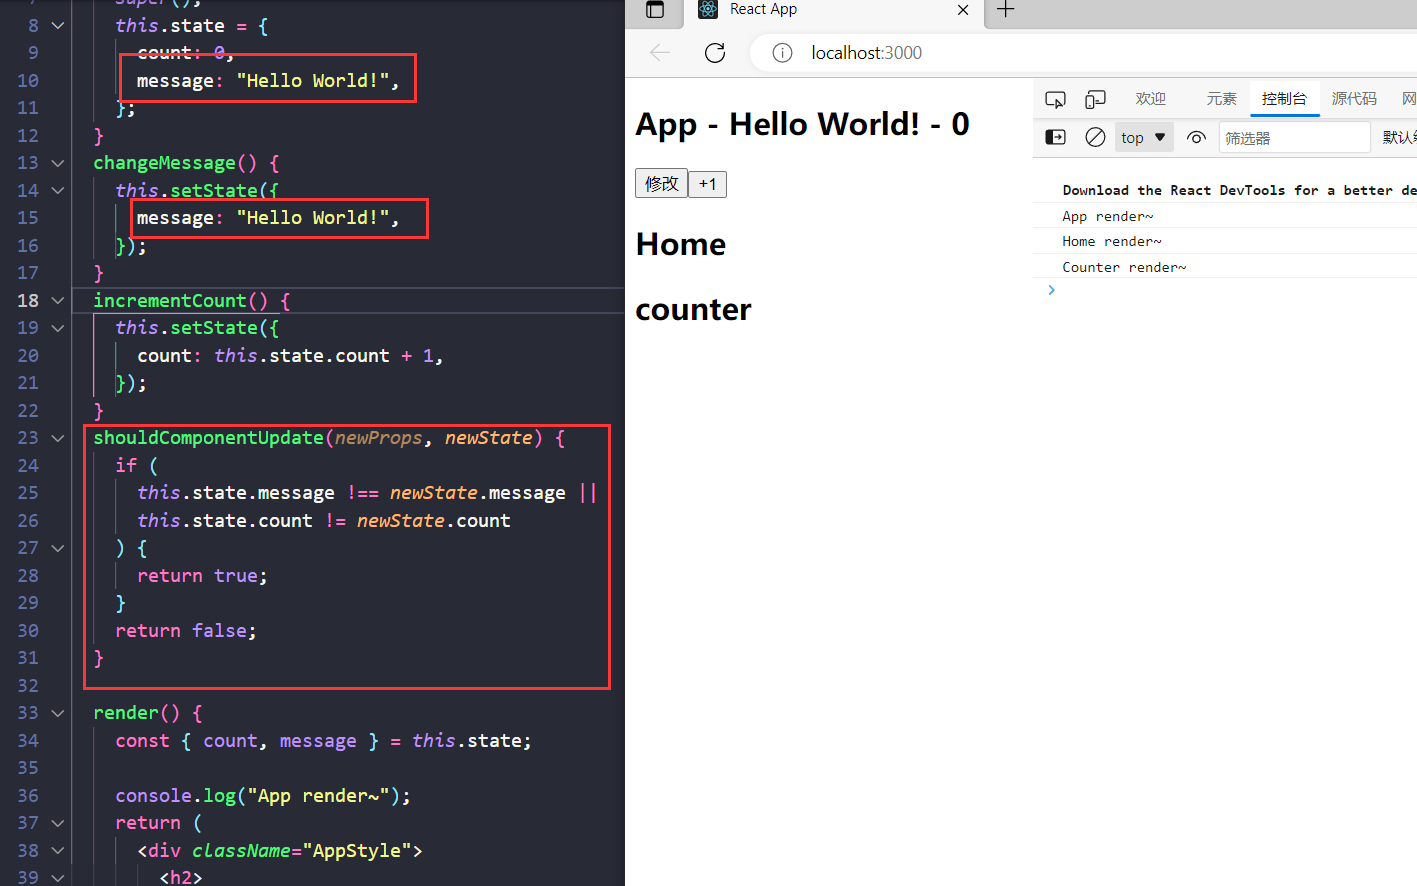 7 super();
8 this.state = {
9 count: 0,
10 message: "Hello World!",
11 };
12 }
13 changeMessage() {
14 this.setState({
15 message: "Hello World!",
16 });
17 }
18 incrementCount() {
19 this.setState({
20 count: this.state.count + 1,
21 });
22 }
23 shouldComponentUpdate(newProps, newState) {
24 if (
25 this.state.message !== newState.message ||
26 this.state.count != newState.count
27 ) {
28 return true;
29 }
30 return false;
31 }
32
33 render() {
34 const { count, message } = this.state;
35
36 console.log("App render~");
37 return (
38 <div className="AppStyle">
39 <h2>
React App
localhost:3000
App - Hello World! - 0
修改 +1
Home
counter
欢迎 元素 控制台 源代码 网
top 筛选器 默认
Download the React DevTools for a better de
App render~
Home render~
Counter render~